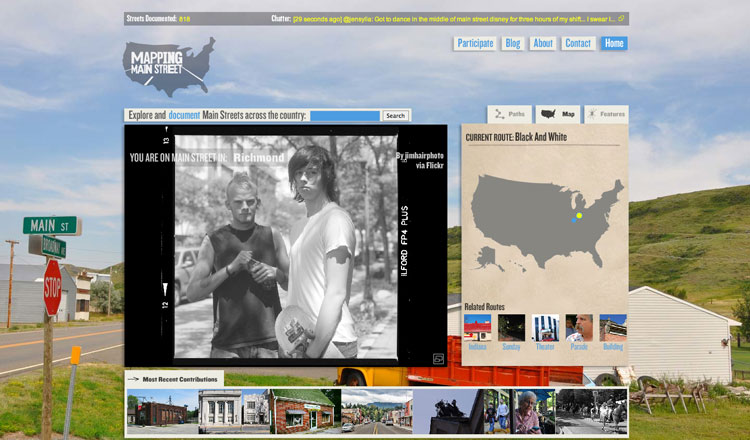 Streets Documented: 818
Chatter: [29 seconds ago] @jensylia: Got to dance in the middle of main street disney for three hours of my shift... I swear I...
MAPPING
MAIN STREET
Participate
Blog
About
Contact
Home
Explore and document Main Streets across the country:
Search
Paths
Map
Features
YOU ARE ON MAIN STREET IN: Richmond
By jimhairphoto
via Flickr
CURRENT ROUTE: Black And White
13
12
ILFORD FP4 PLUS
MAIN ST
BROADWAY
STOP
Related Routes
Indiana
Sunday
Theater
Parade
Building
Most Recent Contributions